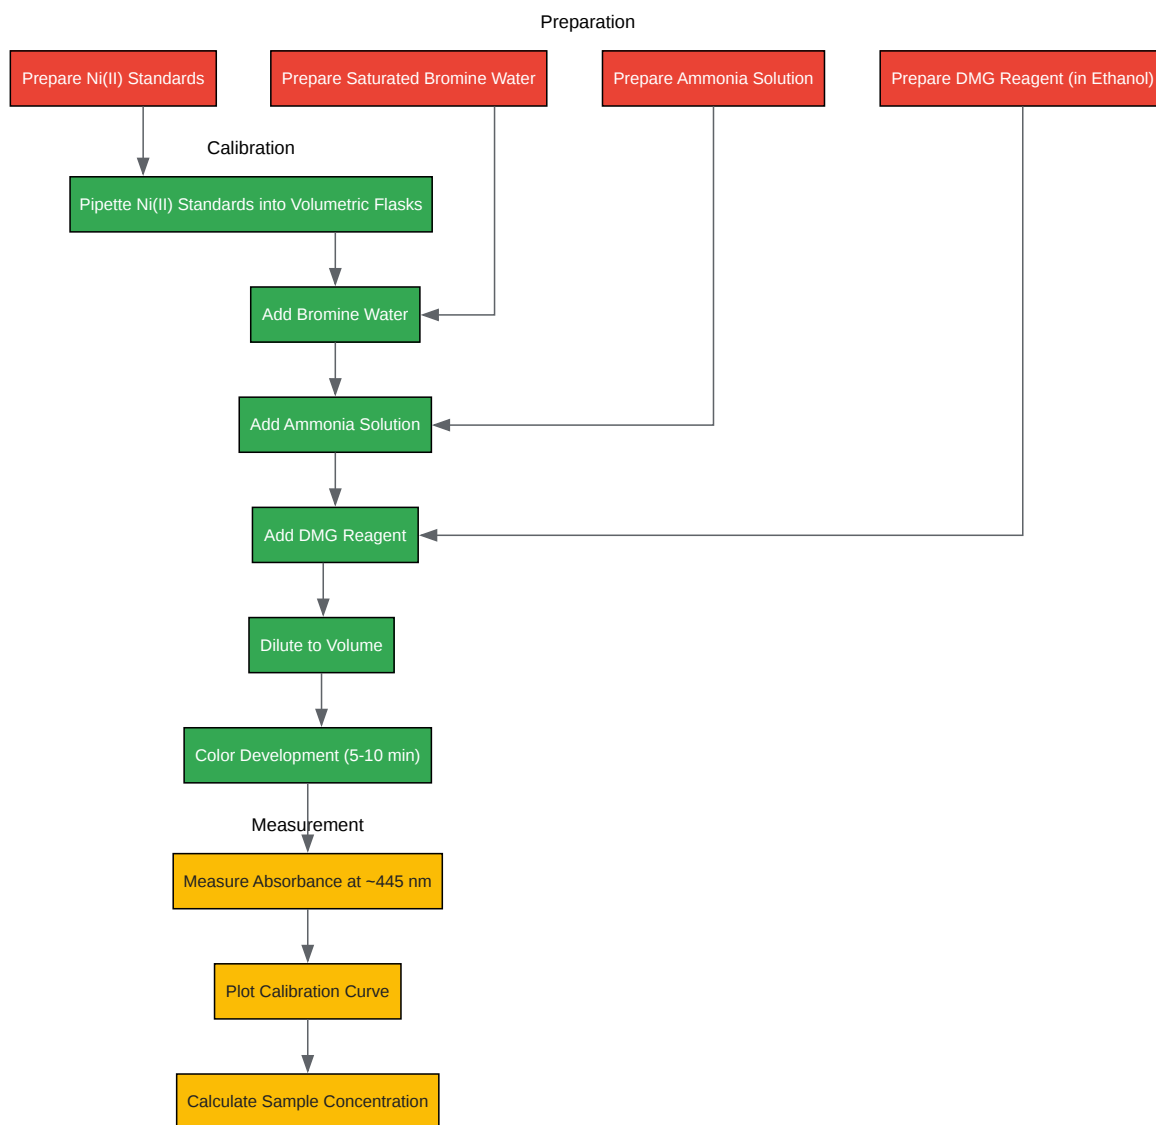 Preparation
Prepare Ni(II) Standards
Prepare Saturated Bromine Water
Prepare Ammonia Solution
Prepare DMG Reagent (in Ethanol)
Calibration
Pipette Ni(II) Standards into Volumetric Flasks
Add Bromine Water
Add Ammonia Solution
Add DMG Reagent
Dilute to Volume
Color Development (5-10 min)
Measurement
Measure Absorbance at ~445 nm
Plot Calibration Curve
Calculate Sample Concentration